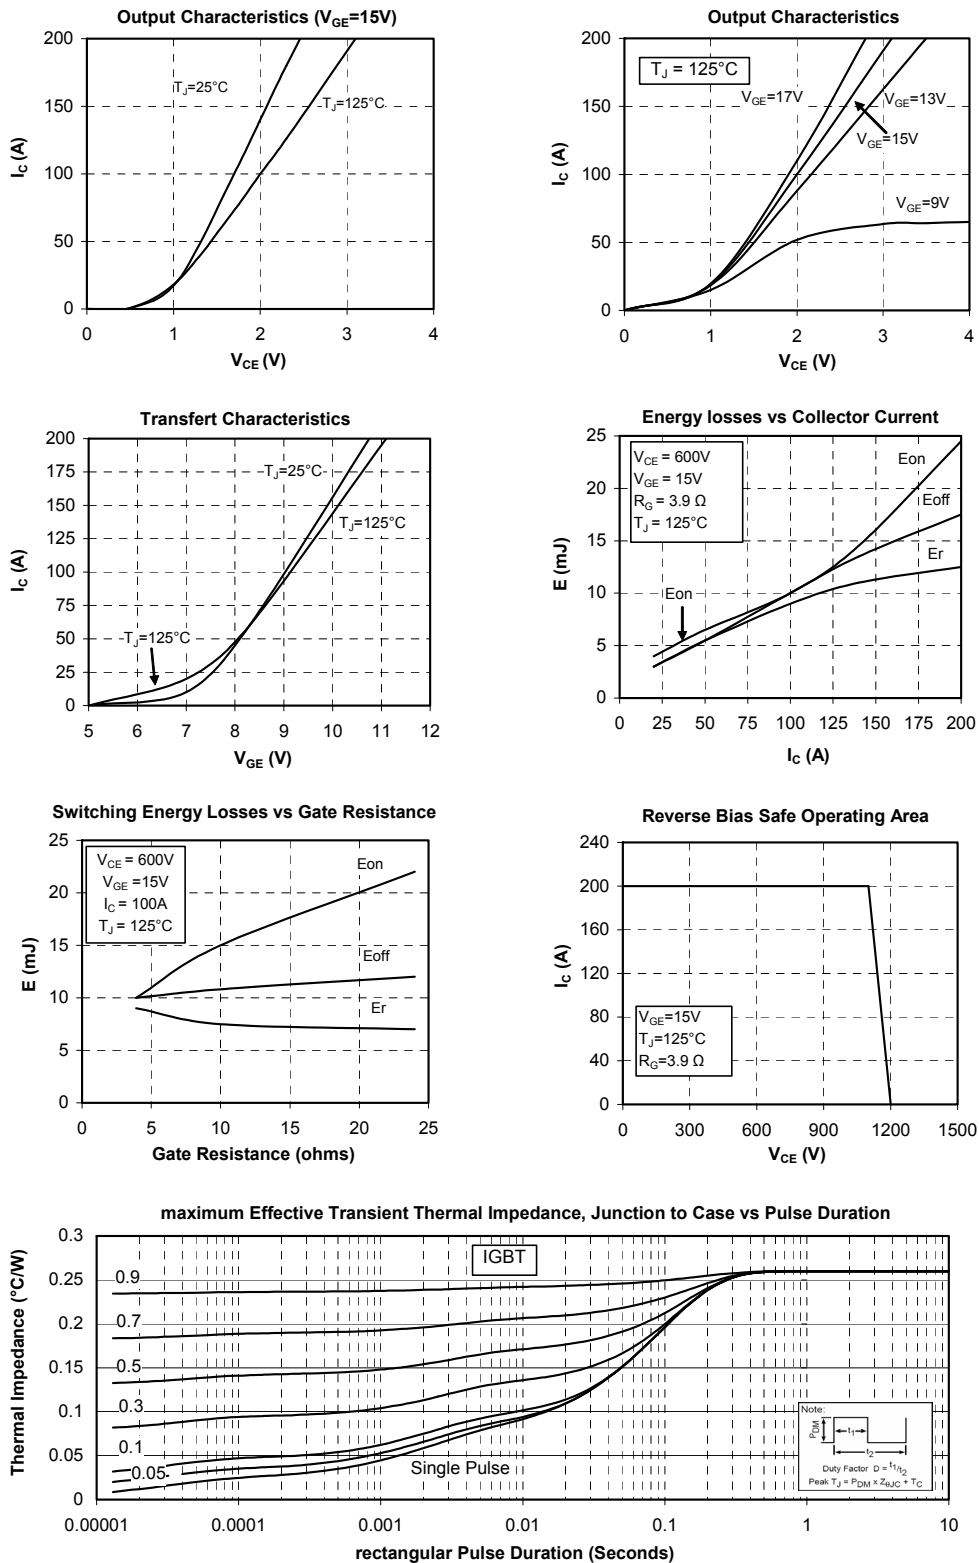 Output Characteristics (VGE=15V)
200
150
100
50
0
0 1 2 3 4
TJ=25°C
TJ=125°C
IC (A)
VCE (V)
Output Characteristics
200
150
100
50
0
0 1 2 3 4
TJ = 125°C
VGE=17V
VGE=13V
VGE=15V
VGE=9V
IC (A)
VCE (V)
Transfert Characteristics
200
175
150
125
100
75
50
25
0
5 6 7 8 9 10 11 12
TJ=25°C
TJ=125°C
TJ=125°C
IC (A)
VGE (V)
Energy losses vs Collector Current
25
20
15
10
5
0
0 25 50 75 100 125 150 175 200
VCE = 600V
VGE = 15V
RG = 3.9 Ω
TJ = 125°C
Eon
Eoff
Er
Eon
E (mJ)
IC (A)
Switching Energy Losses vs Gate Resistance
25
20
15
10
5
0
0 5 10 15 20 25
VCE = 600V
VGE =15V
IC = 100A
TJ = 125°C
Eon
Eoff
Er
E (mJ)
Gate Resistance (ohms)
Reverse Bias Safe Operating Area
240
200
160
120
80
40
0
0 300 600 900 1200 1500
VGE=15V
TJ=125°C
RG=3.9 Ω
IC (A)
VCE (V)
maximum Effective Transient Thermal Impedance, Junction to Case vs Pulse Duration
0.3
0.25
0.2
0.15
0.1
0.05
0
0.00001 0.0001 0.001 0.01 0.1 1 10
IGBT
0.9
0.7
0.5
0.3
0.1
0.05
Single Pulse
Note:
PDM
t1
t2
Duty Factor D = t1/t2
Peak TJ = PDM x ZθJC + TC
Thermal Impedance (°C/W)
rectangular Pulse Duration (Seconds)